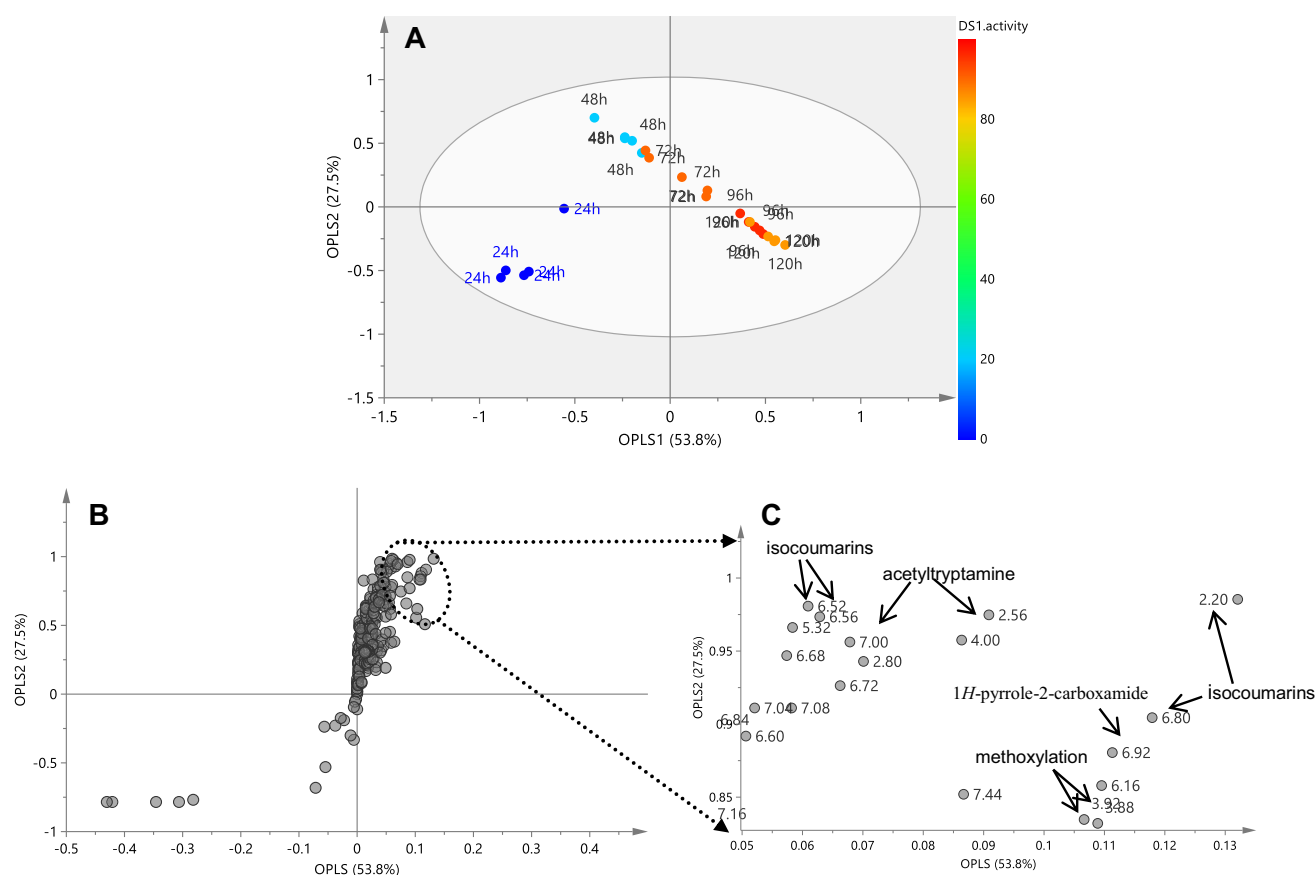 A
DS1.activity
1
0.5
0
-0.5
-1
-1.5
OPLS2 (27.5%)
48h
48h
48h
48h
72h
72h
72h
72h
24h
24h
24h
24h
24h
96h
96h
96h
96h
120h
120h
120h
120h
-1.5
-1
-0.5
0
0.5
1
OPLS1 (53.8%)
80
60
40
20
0
B
1
0.5
0
-0.5
-1
OPLS2 (27.5%)
-0.5
-0.4
-0.3
-0.2
-0.1
0
0.1
0.2
0.3
0.4
OPLS (53.8%)
C
isocoumarins
acetyltryptamine
1
0.95
0.9
0.85
OPLS2 (27.5%)
6.52
6.56
5.32
6.68
7.00
2.80
6.72
7.04
7.08
6.84
6.60
2.56
4.00
2.20
1H-pyrrole-2-carboxamide
isocoumarins
6.80
6.92
methoxylation
6.16
7.44
3.92
3.88
7.16
0.05
0.06
0.07
0.08
0.09
0.1
0.11
0.12
0.13
OPLS (53.8%)